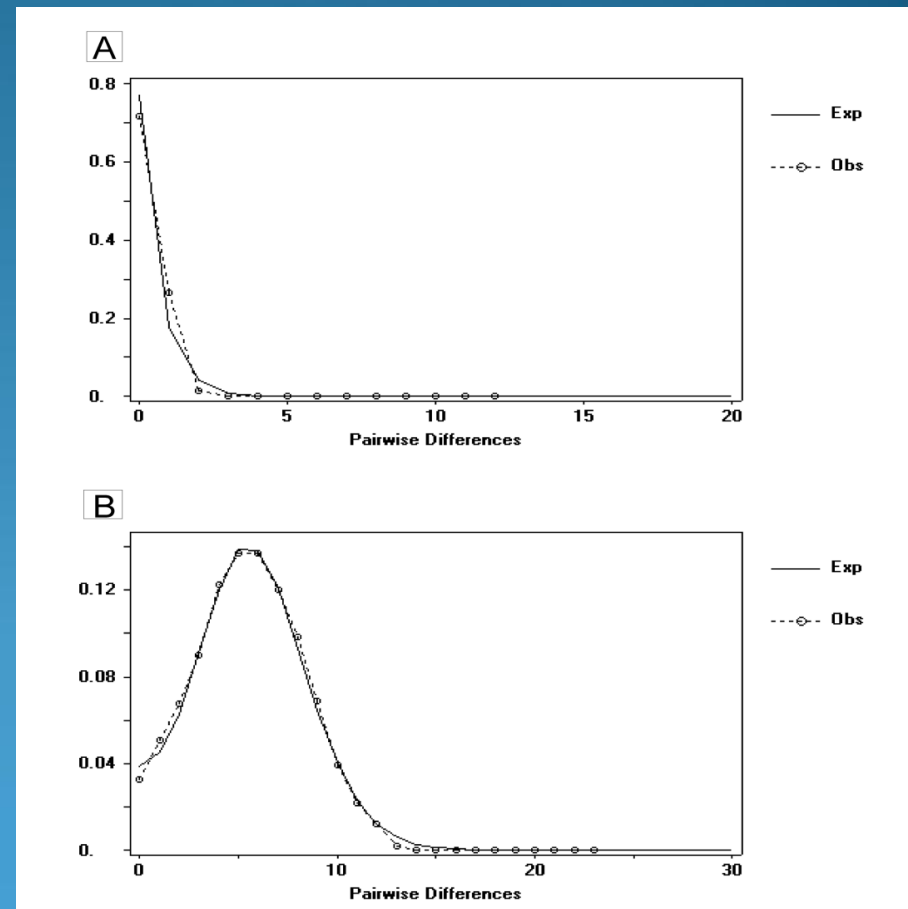 A
0.8
0.6
0.4
0.2
0.
0 5 10 15 20
Pairwise Differences
Exp
Obs
B
0.12
0.08
0.04
0.
0 10 20 30
Pairwise Differences
Exp
Obs